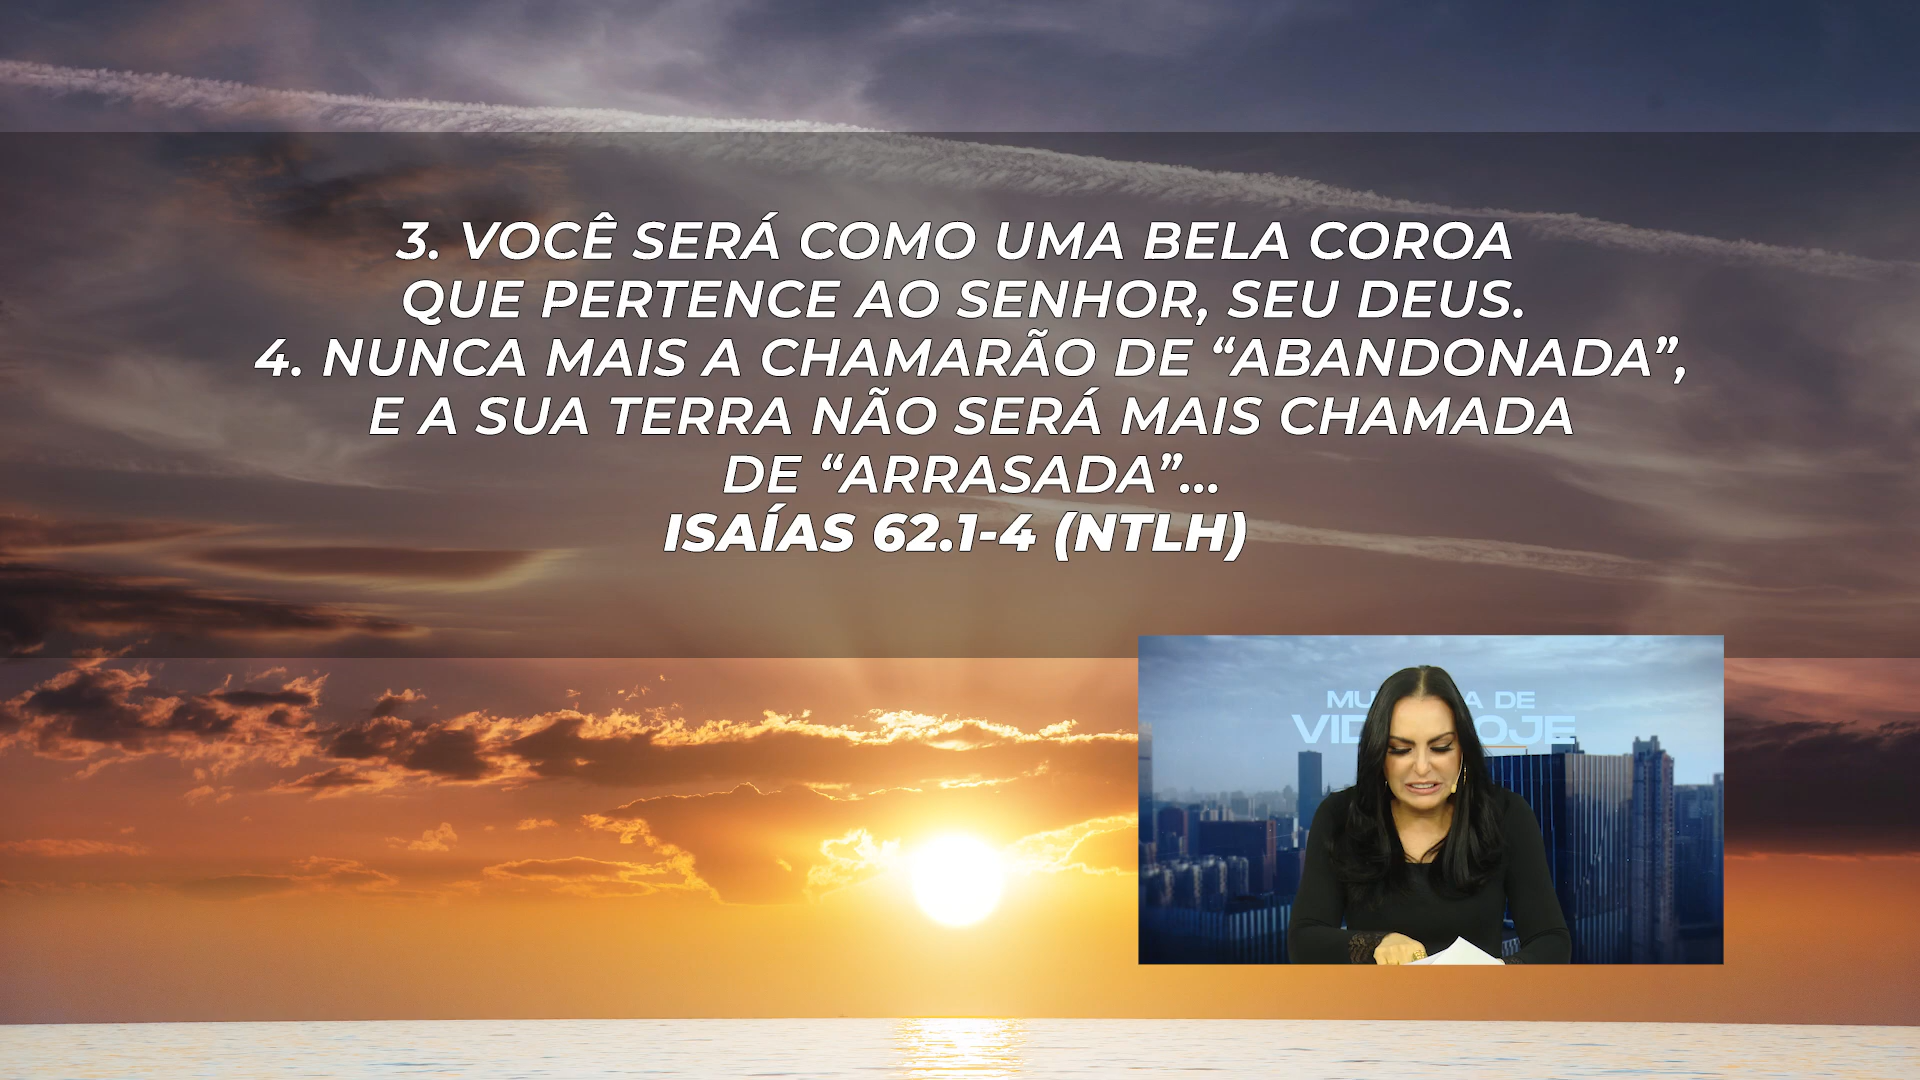 3. VOCÊ SERÁ COMO UMA BELA COROA
QUE PERTENCE AO SENHOR, SEU DEUS.
4. NUNCA MAIS A CHAMARÃO DE “ABANDONADA”,
E A SUA TERRA NÃO SERÁ MAIS CHAMADA
DE “ARRASADA”...
ISAÍAS 62.1-4 (NTLH)
DE